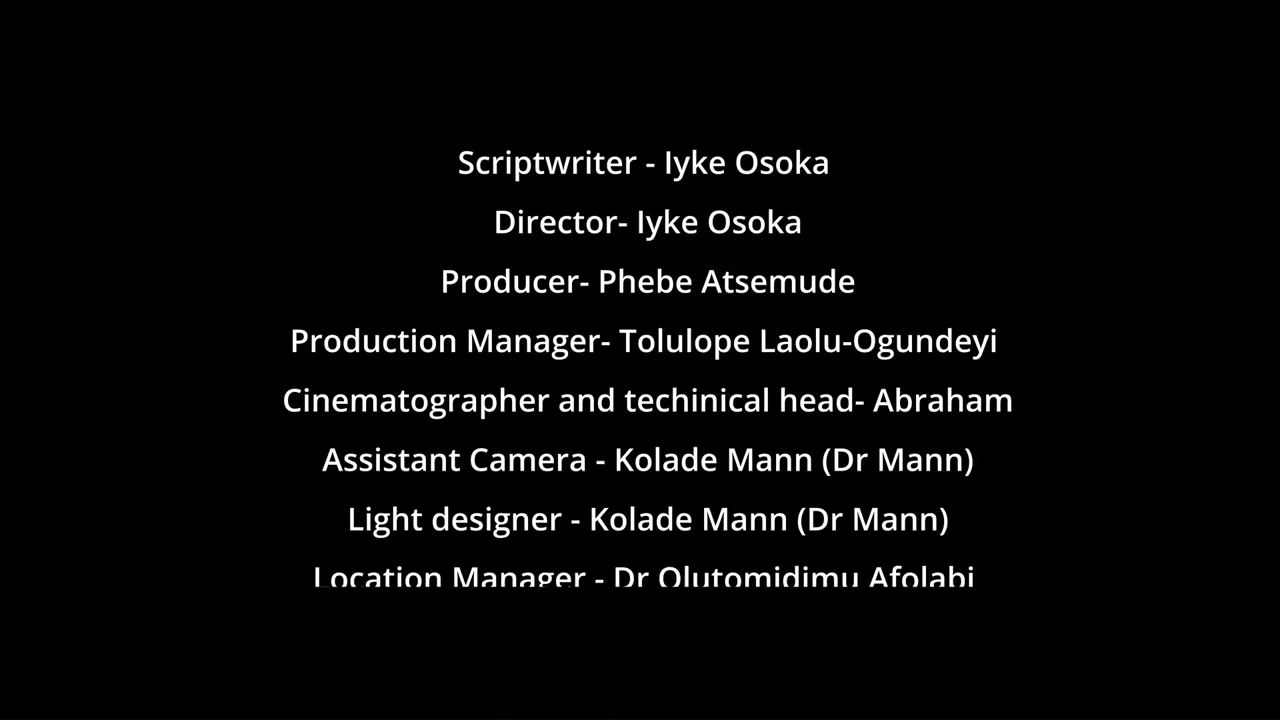 Scriptwriter - Iyke Osoka
Director- Iyke Osoka
Producer- Phebe Atsemude
Production Manager- Tolulope Laolu-Ogundeyi
Cinematographer and techinical head- Abraham
Assistant Camera - Kolade Mann (Dr Mann)
Light designer - Kolade Mann (Dr Mann)
Location Manager - Dr Olutomidimu Afolabi